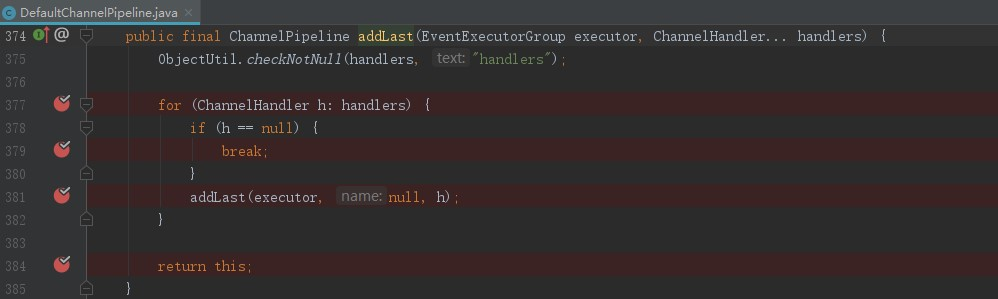 DefaultChannelPipeline.java ×
374 @ public final ChannelPipeline addLast(EventExecutorGroup executor, ChannelHandler... handlers) {
375 ObjectUtil.checkNotNull(handlers, text: "handlers");
376
377 for (ChannelHandler h: handlers) {
378 if (h == null) {
379 break;
380 }
381 addLast(executor, name: null, h);
382 }
383
384 return this;
385 }